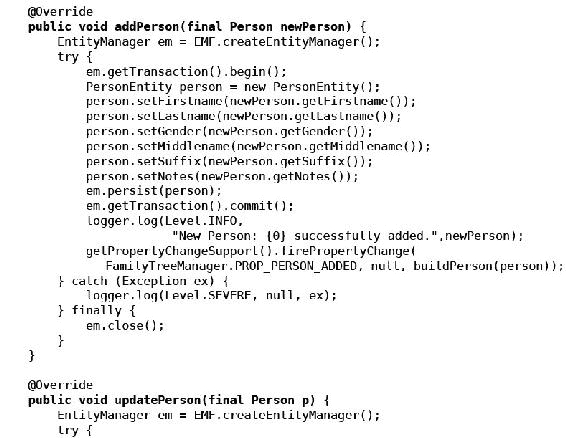 @Override
public void addPerson(final Person newPerson) {
EntityManager em = EMF.createEntityManager();
try {
em.getTransaction().begin();
PersonEntity person = new PersonEntity();
person.setFirstname(newPerson.getFirstname());
person.setLastname(newPerson.getLastname());
person.setGender(newPerson.getGender());
person.setMiddlename(newPerson.getMiddlename());
person.setSuffix(newPerson.getSuffix());
person.setNotes(newPerson.getNotes());
em.persist(person);
em.getTransaction().commit();
logger.log(Level.INFO,
"New Person: {0} successfully added.",newPerson);
getPropertyChangeSupport().firePropertyChange(
FamilyTreeManager.PROP_PERSON_ADDED, null, buildPerson(person));
} catch (Exception ex) {
logger.log(Level.SEVERE, null, ex);
} finally {
em.close();
}
}
@Override
public void updatePerson(final Person p) {
EntityManager em = EMF.createEntityManager();
try {